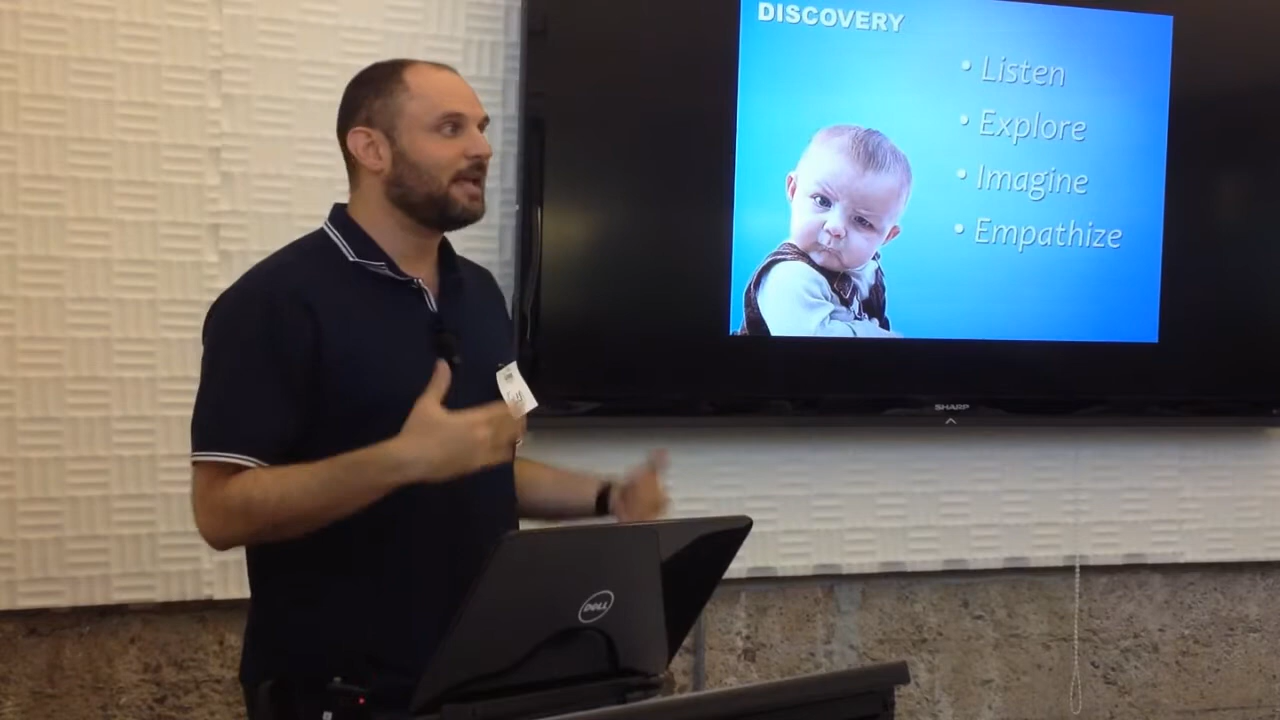 DISCOVERY
• Listen
• Explore
• Imagine
• Empathize
SHARP
DELL